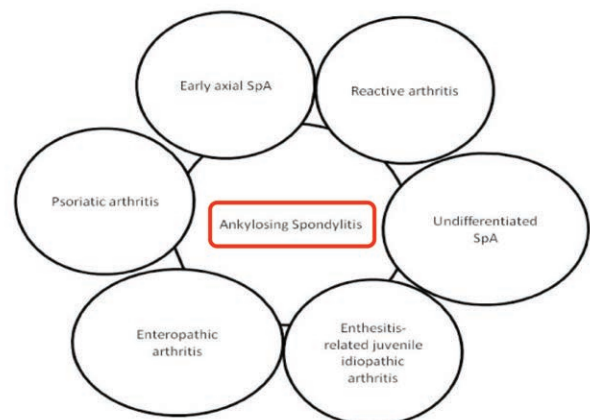 Early axial SpA
Reactive arthritis
Psoriatic arthritis
Ankylosing Spondylitis
Undifferentiated
SpA
Enteropathic
arthritis
Enthesitis-
related juvenile
idiopathic
arthritis